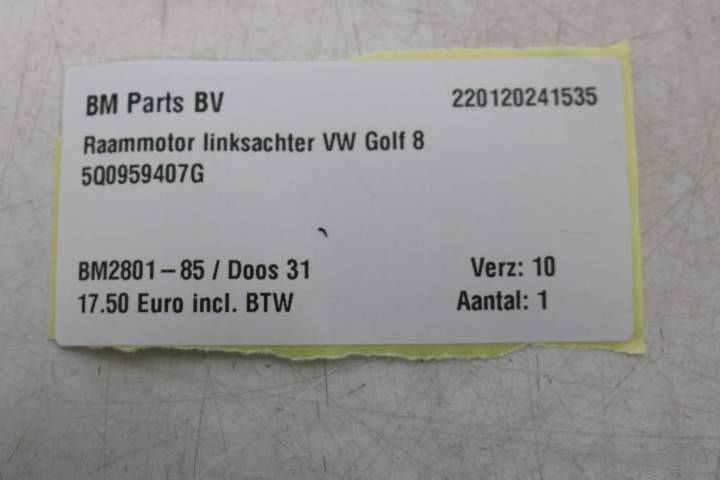 BM Parts BV 220120241535
Raammotor linksachter VW Golf 8
5Q0959407G
BM2801-85 / Doos 31 Verz: 10
17.50 Euro incl. BTW Aantal: 1